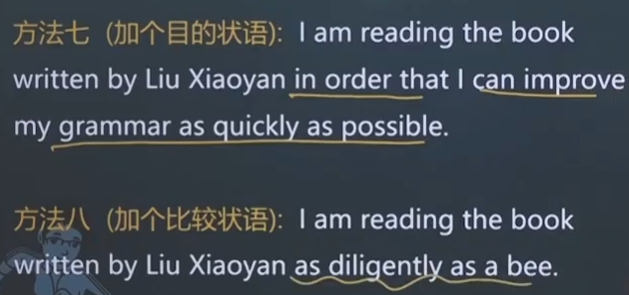 方法七 (加个目的状语): I am reading the book
written by Liu Xiaoyan in order that I can improve
my grammar as quickly as possible.
方法八 (加个比较状语): I am reading the book
written by Liu Xiaoyan as diligently as a bee.